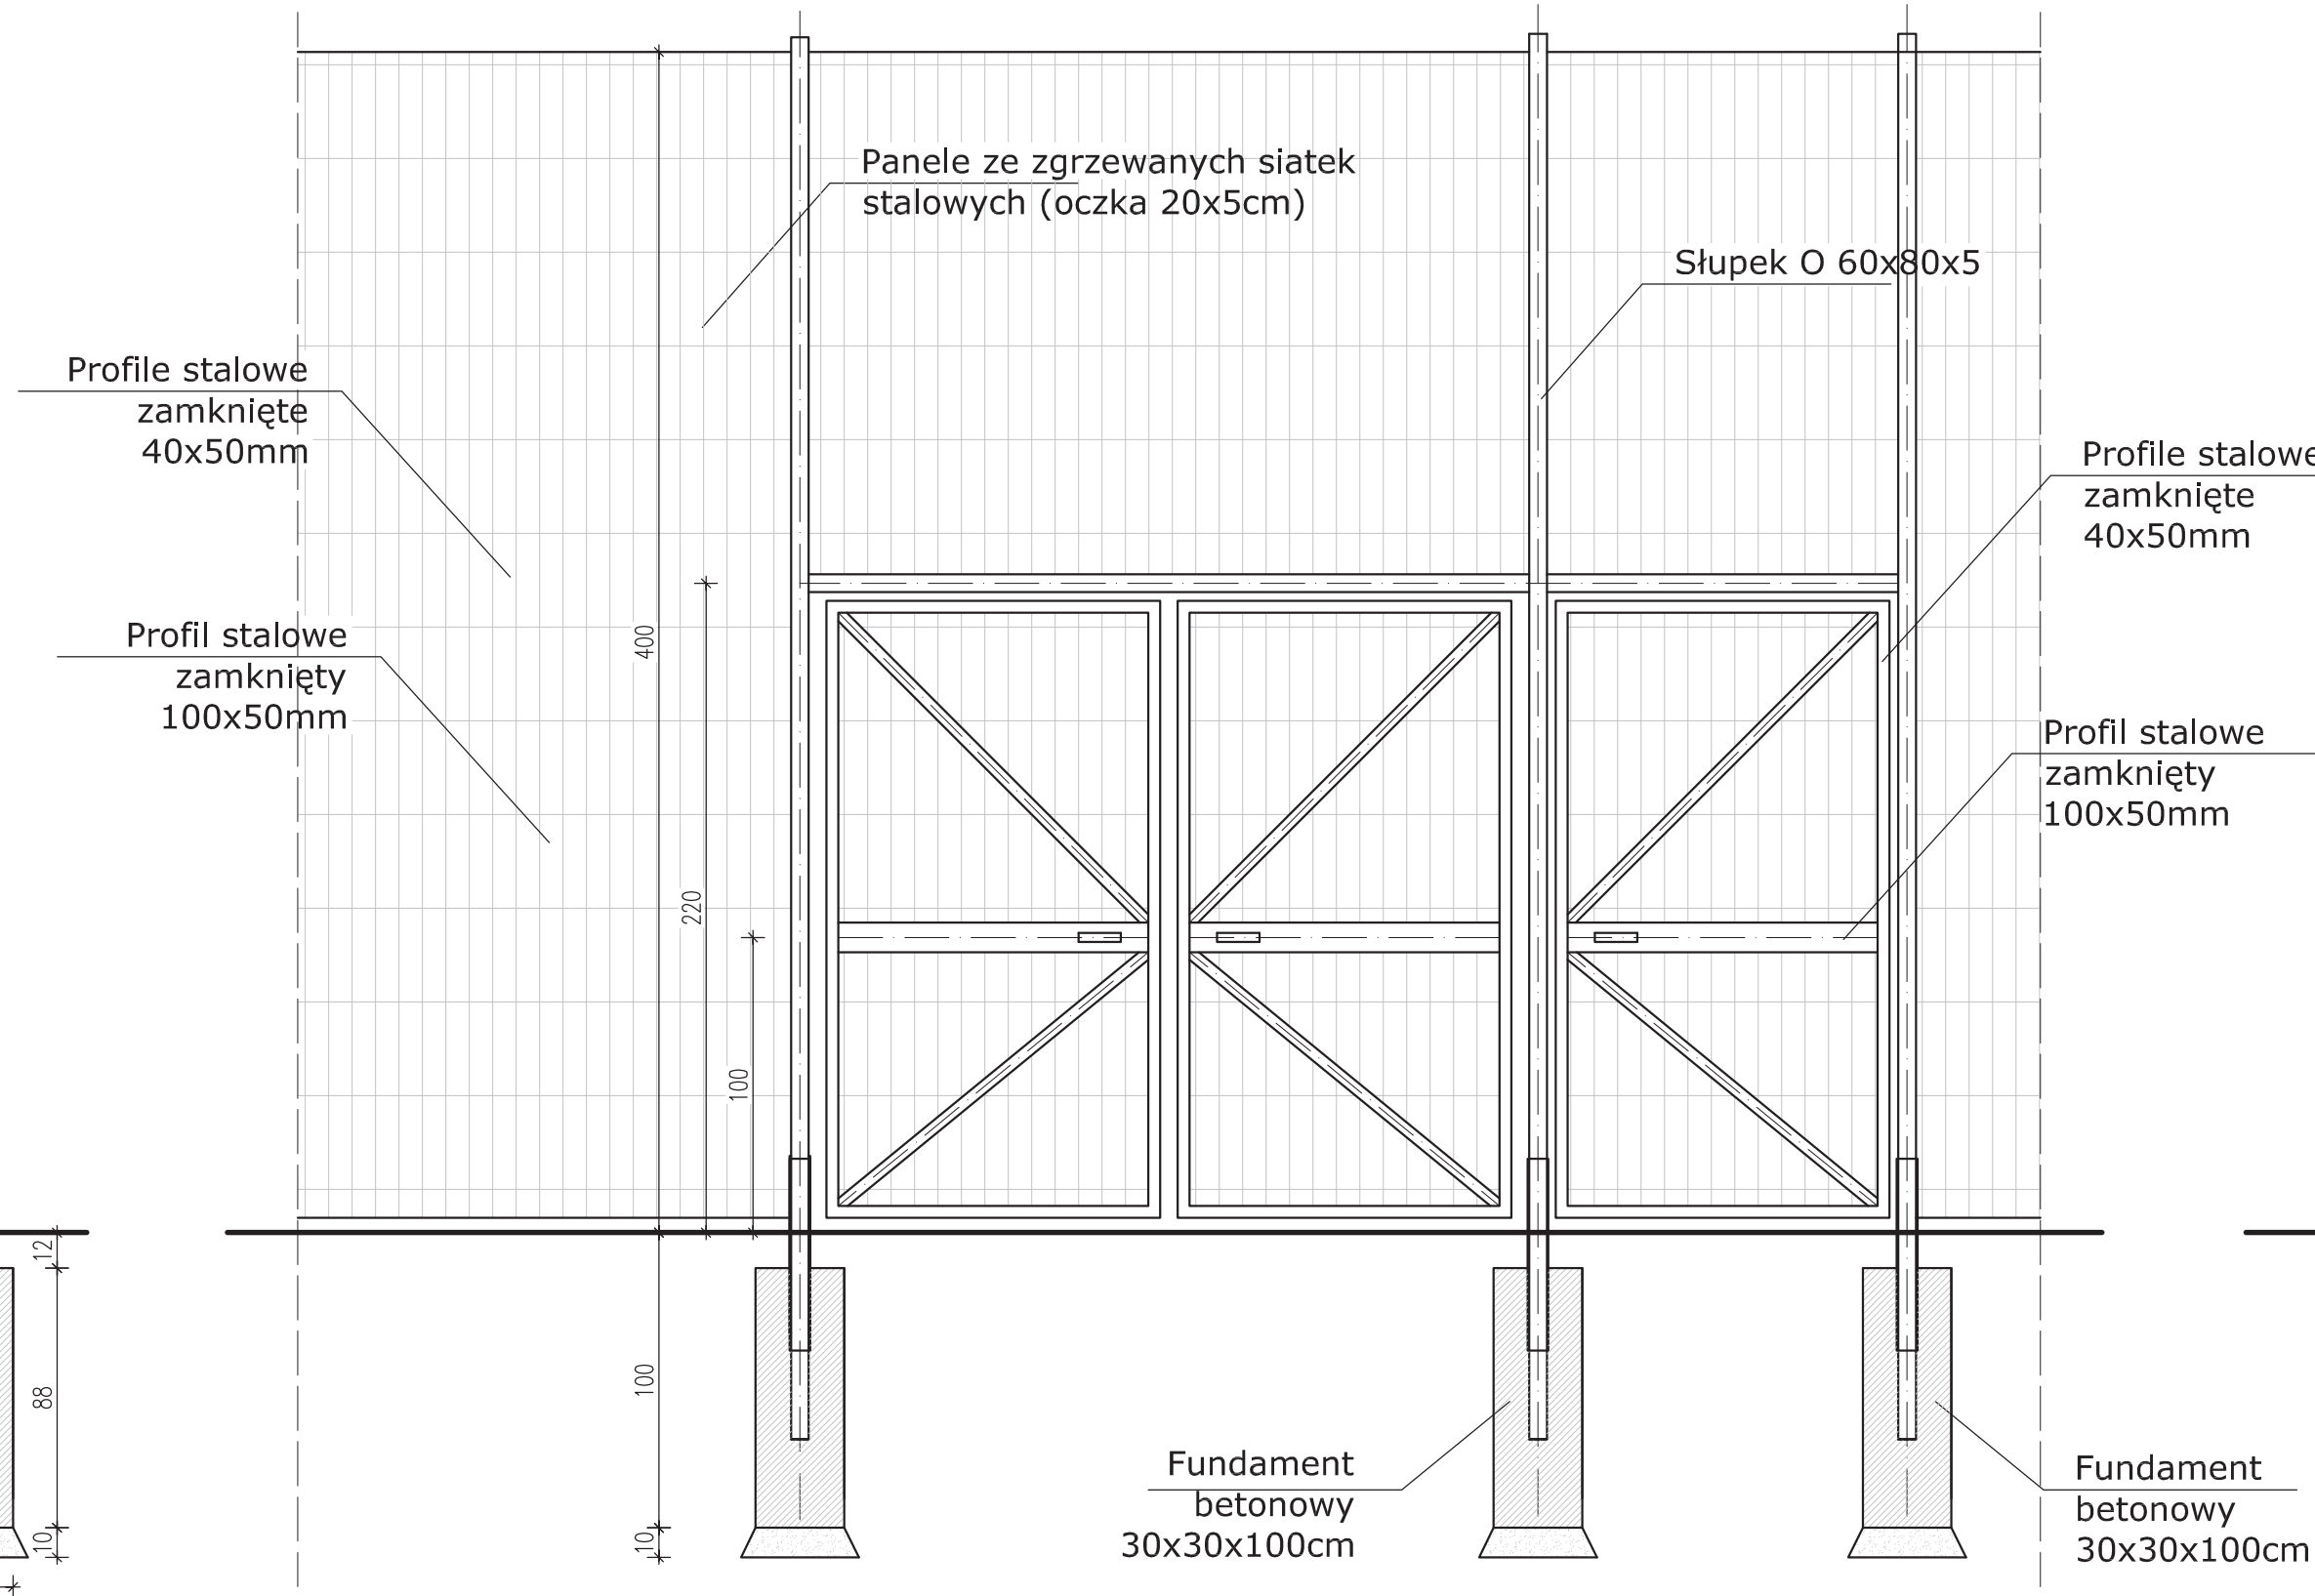 Panele ze zgrzewanych siatek
stalowych (oczka 20x5cm)
Słupek O 60x80x5
Profile stalowe
zamknięte
40x50mm
Profile stalowe
zamknięte
40x50mm
Profil stalowe
zamknięty
100x50mm
Profil stalowe
zamknięty
100x50mm
400
220
100
12
88
10
100
10
Fundament
betonowy
30x30x100cm
Fundament
betonowy
30x30x100cm